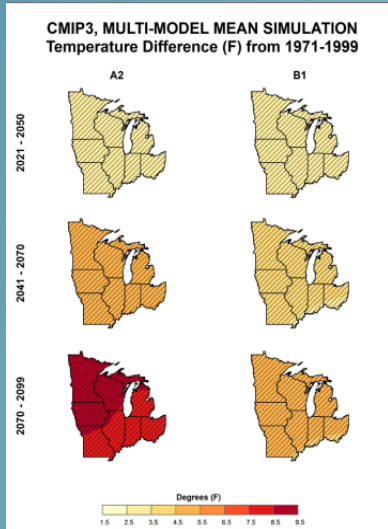 CMIP3, MULTI-MODEL MEAN SIMULATION
Temperature Difference (F) from 1971-1999
A2 B1
2021 - 2050
2041 - 2070
2070 - 2099
Degrees (F)
1.5 2.5 3.5 4.5 5.5 6.5 7.5 8.5 9.5